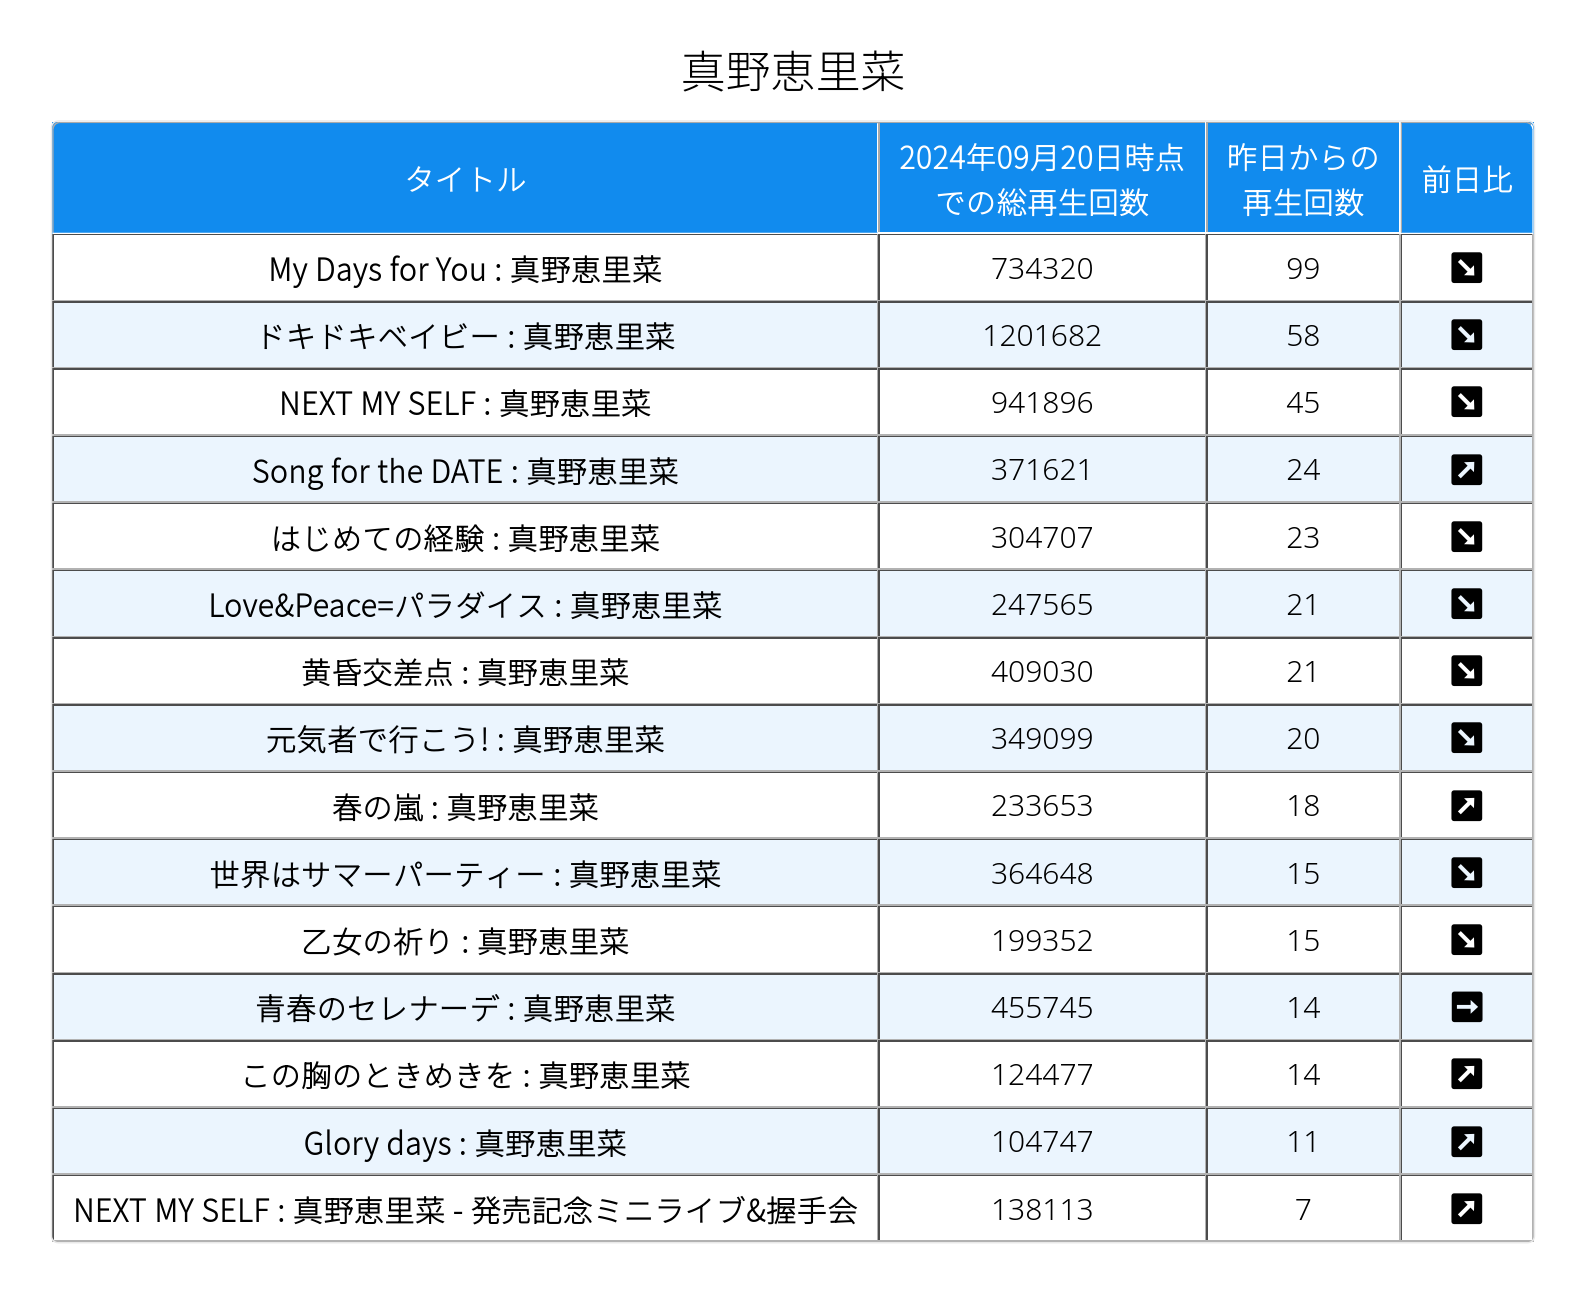 真野恵里菜
タイトル
2024年09月20日時点
での総再生回数
昨日からの
再生回数
前日比
My Days for You : 真野恵里菜 734320 99 ↘
ドキドキベイビー : 真野恵里菜 1201682 58 ↘
NEXT MY SELF : 真野恵里菜 941896 45 ↘
Song for the DATE : 真野恵里菜 371621 24 ↗
はじめての経験 : 真野恵里菜 304707 23 ↘
Love&Peace=パラダイス : 真野恵里菜 247565 21 ↘
黄昏交差点 : 真野恵里菜 409030 21 ↘
元気者で行こう! : 真野恵里菜 349099 20 ↘
春の嵐 : 真野恵里菜 233653 18 ↗
世界はサマーパーティー : 真野恵里菜 364648 15 ↘
乙女の祈り : 真野恵里菜 199352 15 ↘
青春のセレナーデ : 真野恵里菜 455745 14 →
この胸のときめきを : 真野恵里菜 124477 14 ↗
Glory days : 真野恵里菜 104747 11 ↗
NEXT MY SELF : 真野恵里菜 - 発売記念ミニライブ&握手会 138113 7 ↗